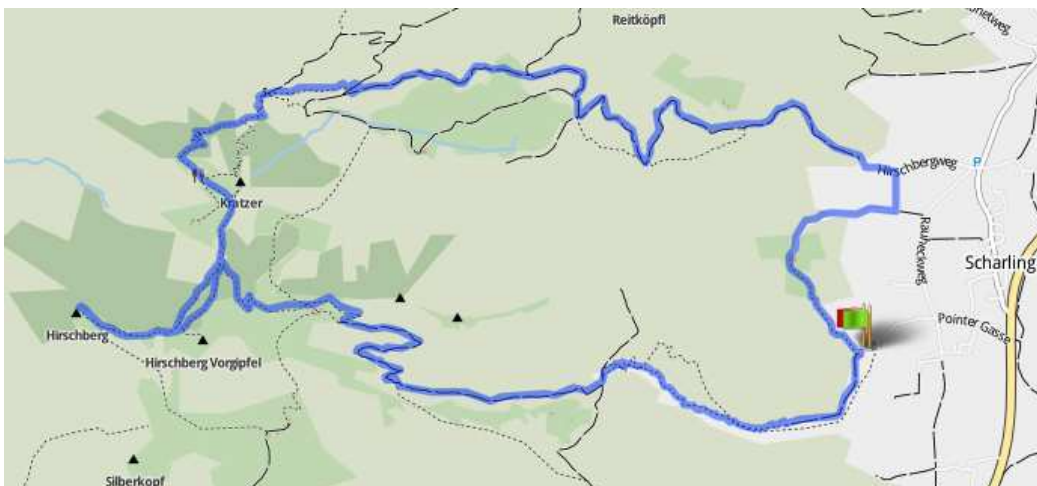 Reitköpfl
Hirschbergweg
P
Kratzer
Rauheckweg
Scharling
Pointer Gasse
Hirschberg
Hirschberg Vorgipfel
Silberkopf